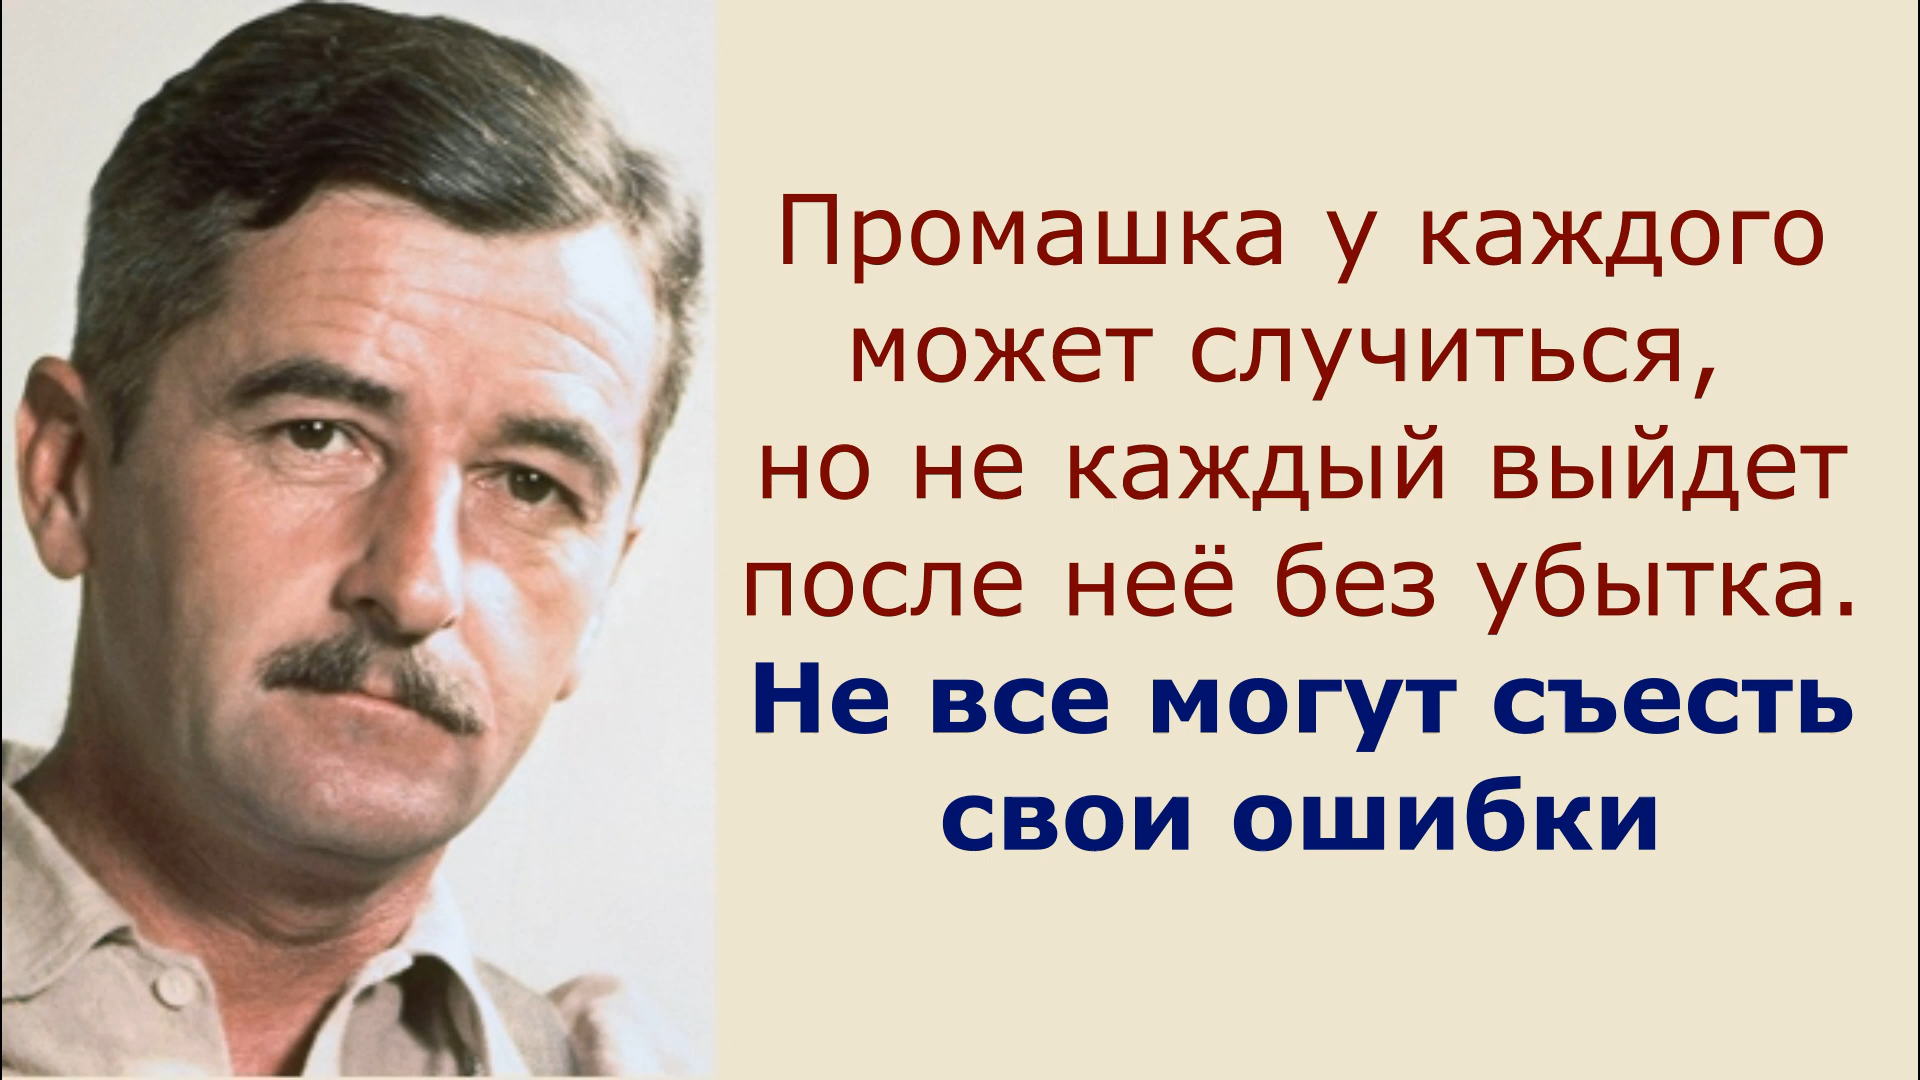 Промашка у каждого
может случиться,
но не каждый выйдет
после неё без убытка.
Не все могут съесть
свои ошибки